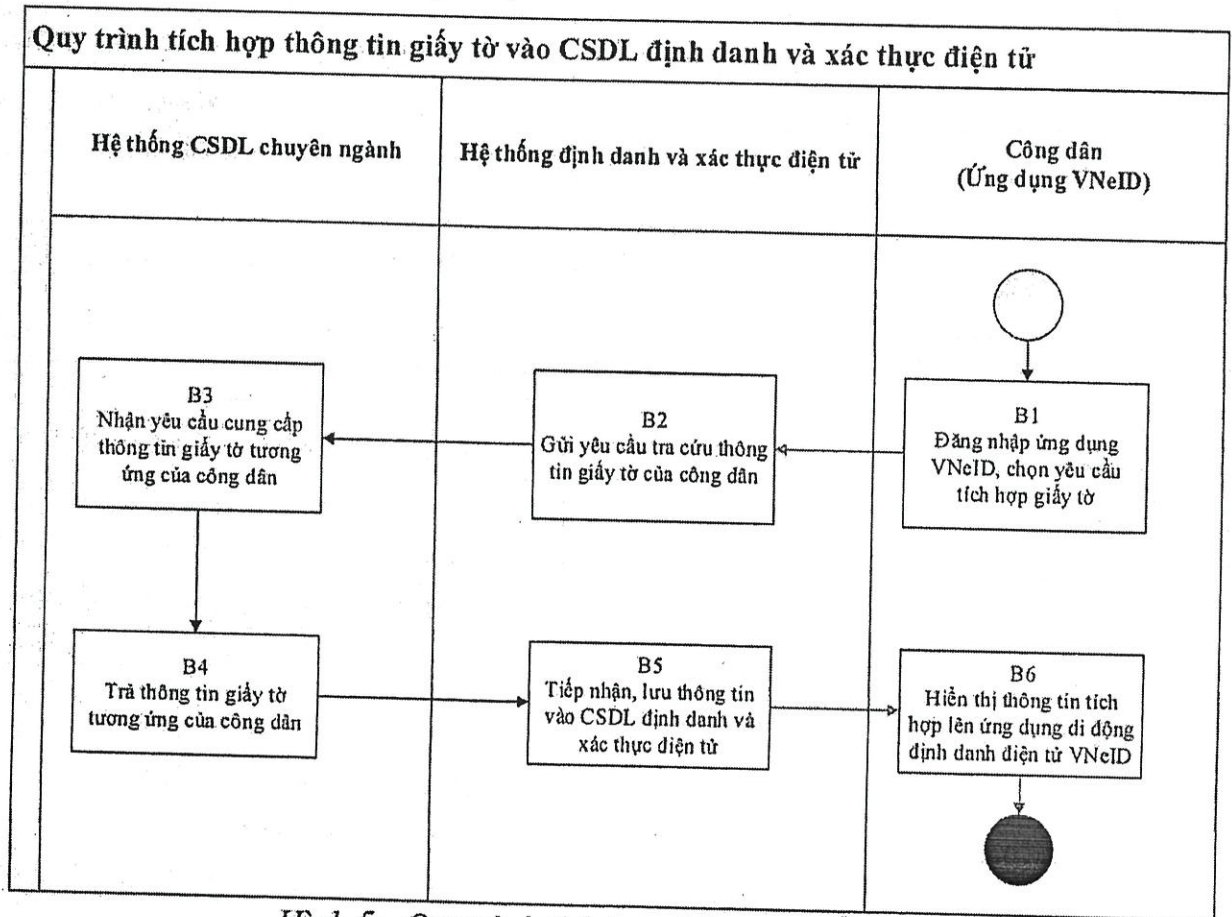 Quy trình tích hợp thông tin giấy tờ vào CSDL định danh và xác thực điện tử
Hệ thống CSDL chuyên ngành
Hệ thống định danh và xác thực điện tử
Công dân
(Ứng dụng VNeID)
B3
Nhận yêu cầu cung cấp
thông tin giấy tờ tương
ứng của công dân
B2
Gửi yêu cầu tra cứu thông
tin giấy tờ của công dân
B1
Đăng nhập ứng dụng
VNeID, chọn yêu cầu
tích hợp giấy tờ
B4
Trả thông tin giấy tờ
tương ứng của công dân
B5
Tiếp nhận, lưu thông tin
vào CSDL định danh và
xác thực điện tử
B6
Hiển thị thông tin tích
hợp lên ứng dụng di động
định danh điện tử VNeID